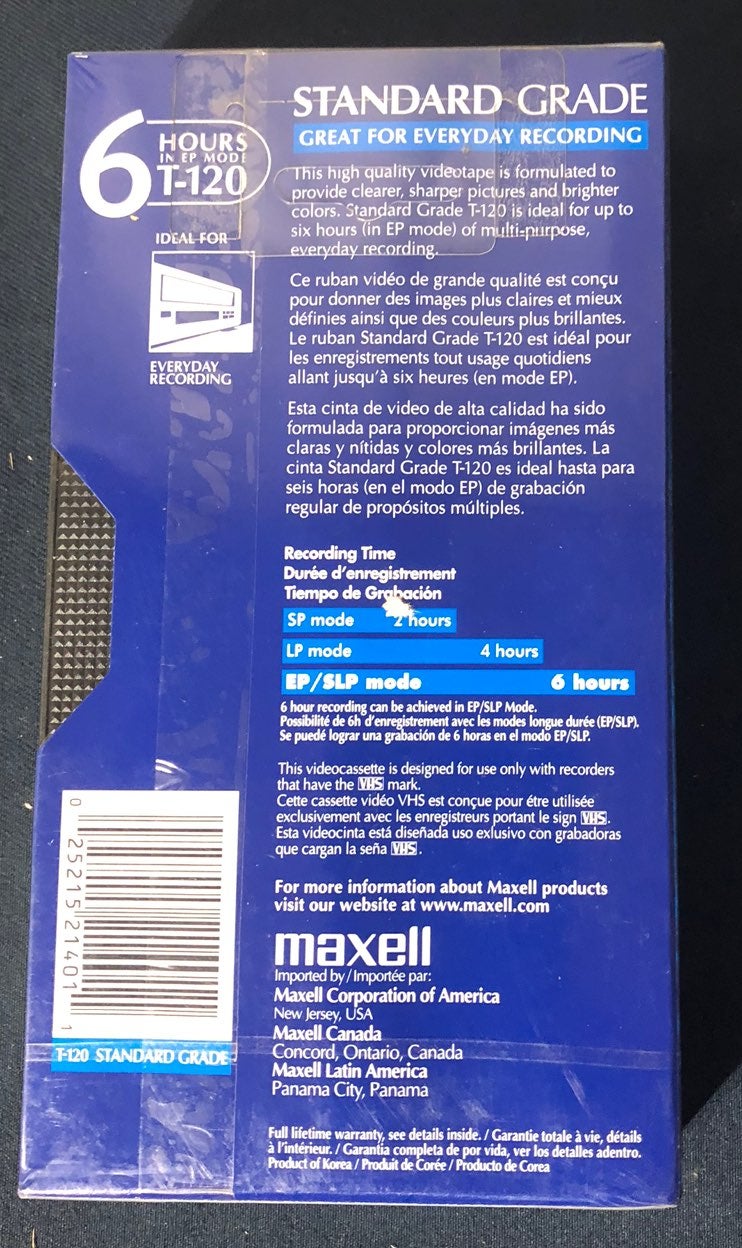 STANDARD GRADE
GREAT FOR EVERYDAY RECORDING
6 HOURS
IN EP MODE
T-120
IDEAL FOR
EVERYDAY
RECORDING
This high quality videotape is formulated to
provide clearer, sharper pictures and brighter
colors. Standard Grade T-120 is ideal for up to
six hours (in EP mode) of multi-purpose,
everyday recording.
Ce ruban vidéo de grande qualité est conçu
pour donner des images plus claires et mieux
définies ainsi que des couleurs plus brillantes.
Le ruban Standard Grade T-120 est idéal pour
les enregistrements tout usage quotidiens
allant jusqu'à six heures (en mode EP).
Esta cinta de video de alta calidad ha sido
formulada para proporcionar imágenes más
claras y nítidas y colores más brillantes. La
cinta Standard Grade T-120 es ideal hasta para
seis horas (en el modo EP) de grabación
regular de propósitos múltiples.
Recording Time
Durée d'enregistrement
Tiempo de Grabación
SP mode 2 hours
LP mode 4 hours
EP/SLP mode 6 hours
6 hour recording can be achieved in EP/SLP Mode.
Possibilité de 6h d'enregistrement avec les modes longue durée (EP/SLP).
Se puedé lograr una grabación de 6 horas en el modo EP/SLP.
This videocassette is designed for use only with recorders
that have the VHS mark.
Cette cassette vidéo VHS est conçue pour étre utilisée
exclusivement avec les enregistreurs portant le sign VHS.
Esta videocinta está diseñada uso exlusivo con grabadoras
que cargan la seña VHS.
For more information about Maxell products
visit our website at www.maxell.com
maxell
Imported by/Importée par:
Maxell Corporation of America
New Jersey, USA
Maxell Canada
Concord, Ontario, Canada
Maxell Latin America
Panama City, Panama
Full lifetime warranty, see details inside. / Garantie totale à vie, détails
à l'intérieur. / Garantia completa de por vida, ver los detalles adentro.
Product of Korea / Produit de Corée / Producto de Corea
0 25215 21401 1
T-120 STANDARD GRADE